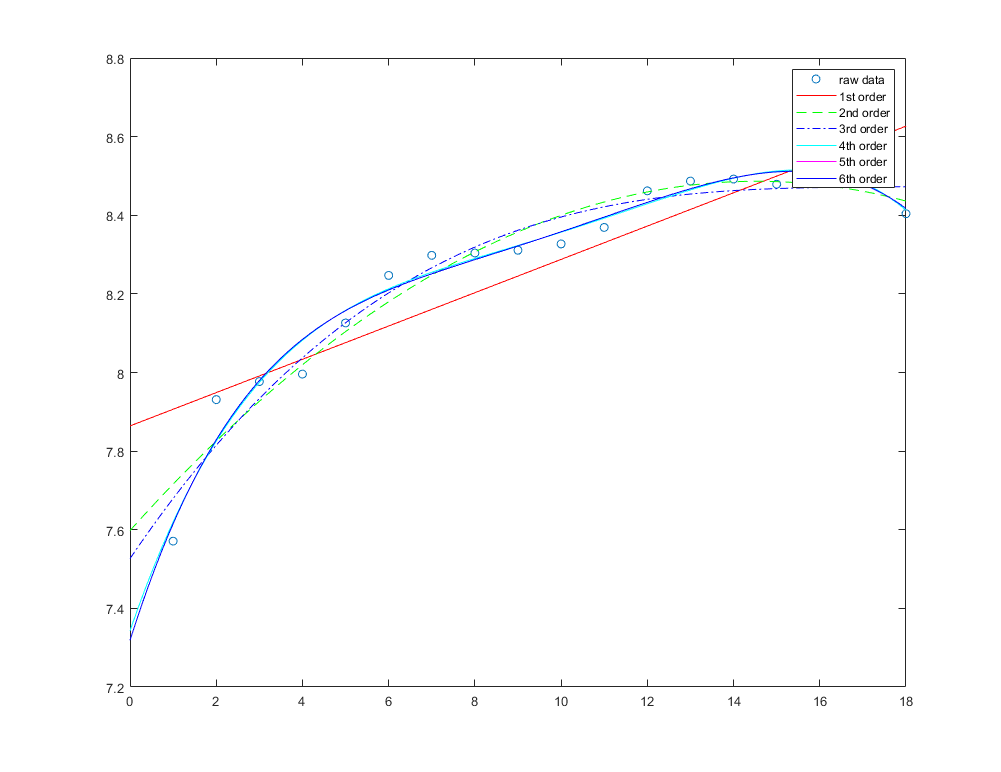 8.8
8.6
8.4
8.2
8
7.8
7.6
7.4
7.2
0
2
4
6
8
10
12
14
16
18
raw data
1st order
2nd order
3rd order
4th order
5th order
6th order